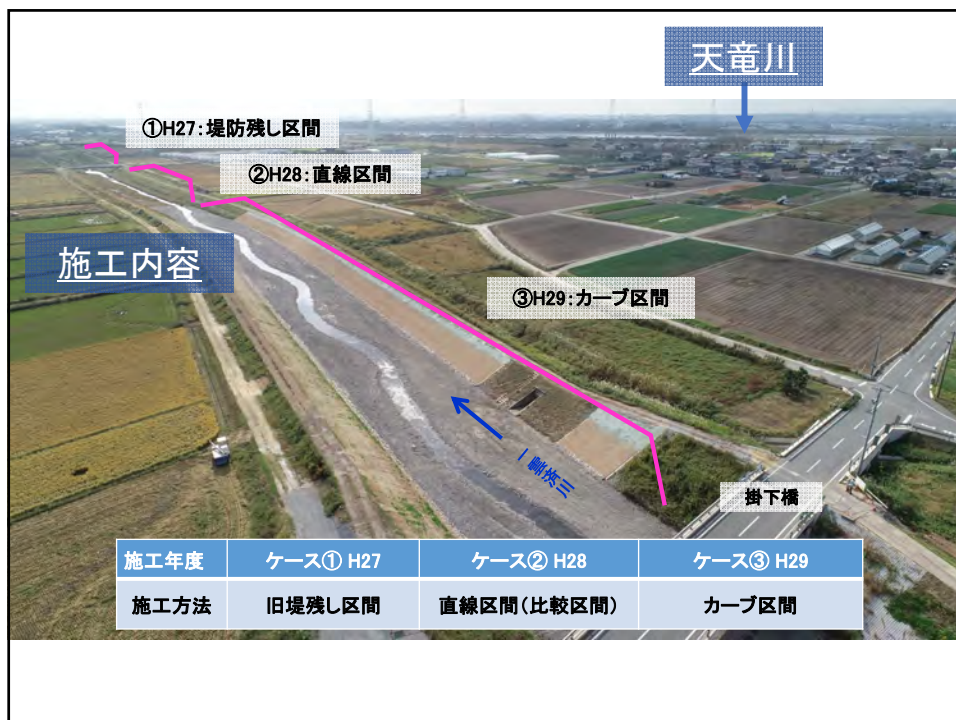 天竜川
①H27:堤防残し区間
②H28:直線区間
施工内容
③H29:カーブ区間
一雲済川
掛下橋
施工年度 ケース① H27 ケース② H28 ケース③ H29
施工方法 旧堤残し区間 直線区間(比較区間) カーブ区間